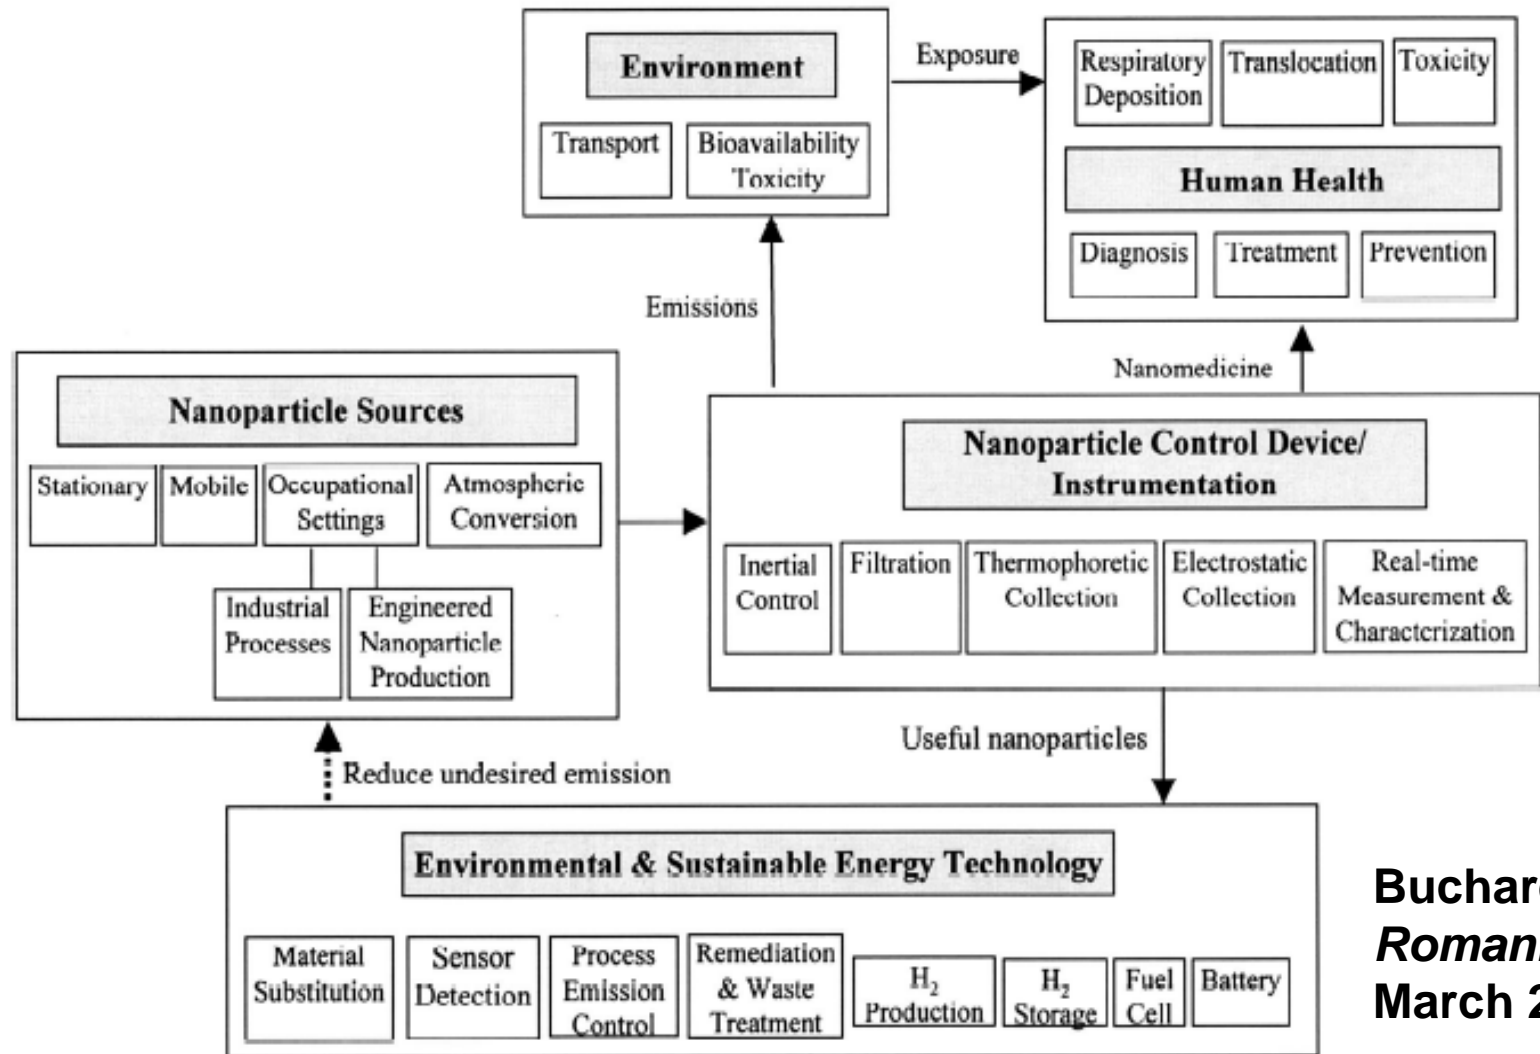 Environment
Transport
Bioavailability
Toxicity
Exposure
Respiratory
Deposition
Translocation
Toxicity
Human Health
Diagnosis
Treatment
Prevention
Emissions
Nanomedicine
Nanoparticle Sources
Stationary
Mobile
Occupational
Settings
Atmospheric
Conversion
Industrial
Processes
Engineered
Nanoparticle
Production
Nanoparticle Control Device/
Instrumentation
Inertial
Control
Filtration
Thermophoretic
Collection
Electrostatic
Collection
Real-time
Measurement &
Characterization
Reduce undesired emission
Useful nanoparticles
Environmental & Sustainable Energy Technology
Material
Substitution
Sensor
Detection
Process
Emission
Control
Remediation
& Waste
Treatment
H2
Production
H2
Storage
Fuel
Cell
Battery
March